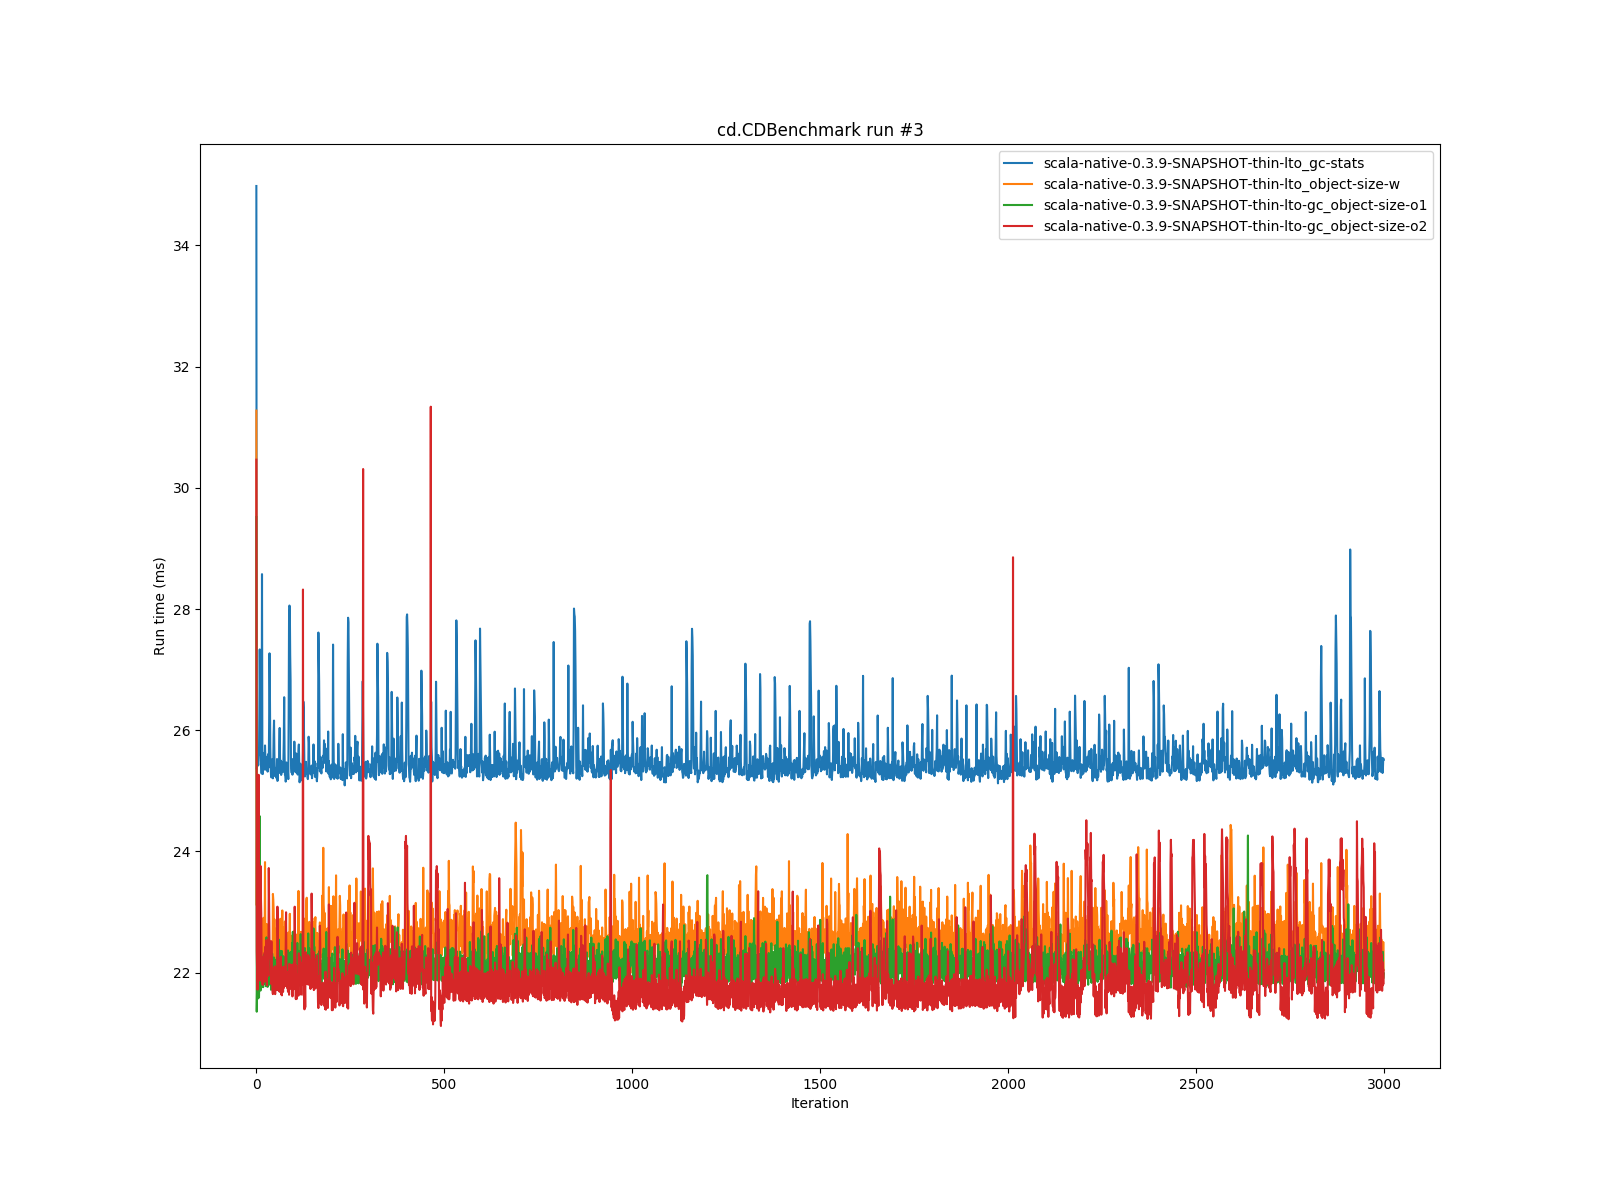 cd.CDBenchmark run #3
scala-native-0.3.9-SNAPSHOT-thin-lto_gc-stats
scala-native-0.3.9-SNAPSHOT-thin-lto_object-size-w
scala-native-0.3.9-SNAPSHOT-thin-lto-gc_object-size-o1
scala-native-0.3.9-SNAPSHOT-thin-lto-gc_object-size-o2
34
32
30
28
26
24
22
Run time (ms)
0 500 1000 1500 2000 2500 3000
Iteration